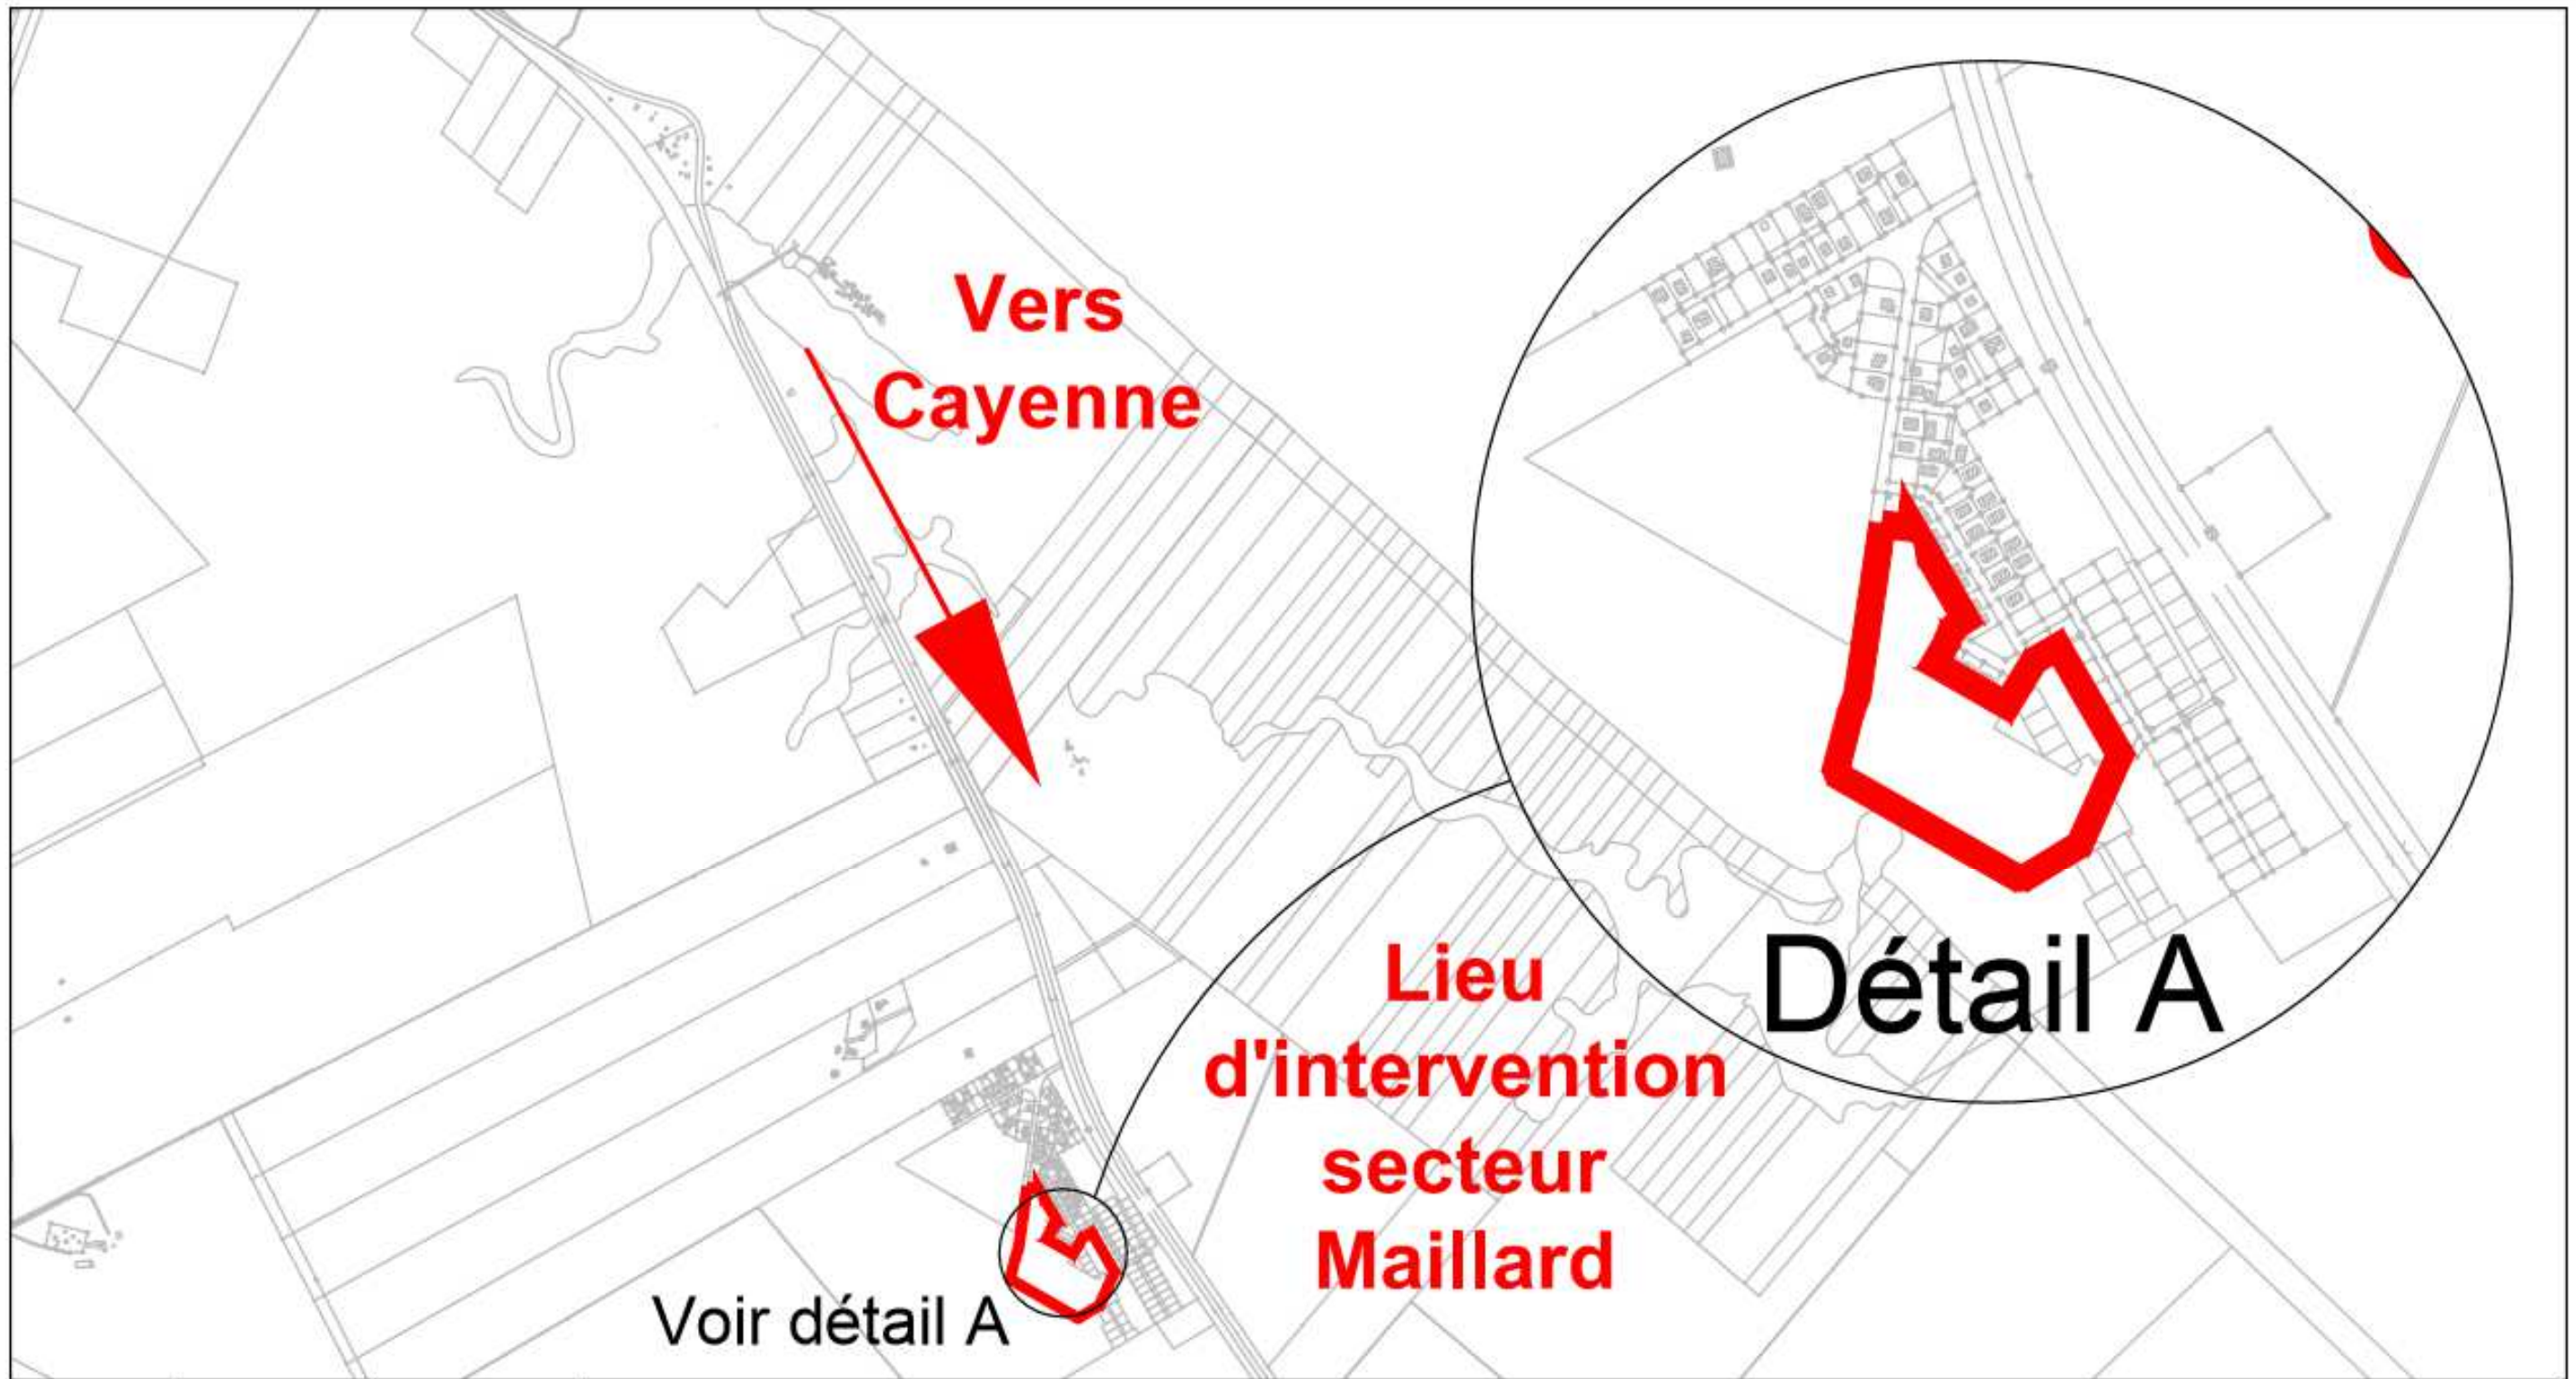 Vers
Cayenne
Lieu
d'intervention
secteur
Maillard
Détail A
Voir détail A